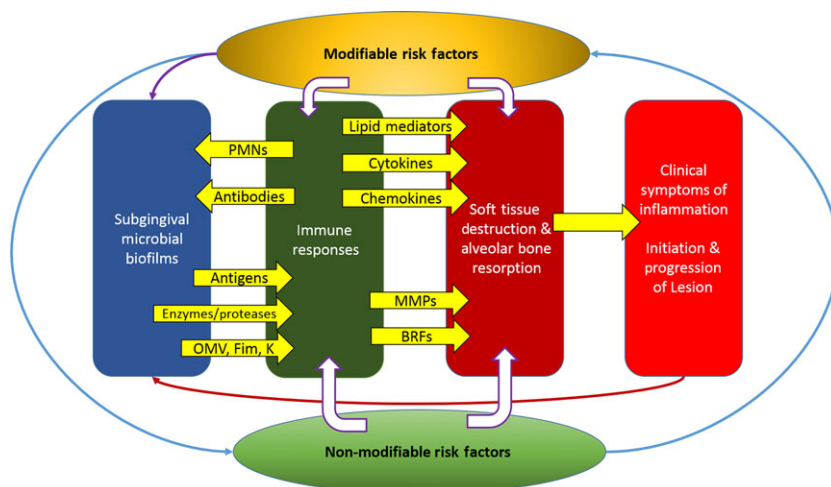 Modifiable risk factors
PMNs
Antibodies
Subgingival
microbial
biofilms
Antigens
Enzymes/proteases
OMV, Fim, K
Immune
responses
Lipid mediators
Cytokines
Chemokines
MMPs
BRFs
Soft tissue
destruction &
alveolar bone
resorption
Clinical
symptoms of
inflammation
Initiation &
progression
of Lesion
Non-modifiable risk factors